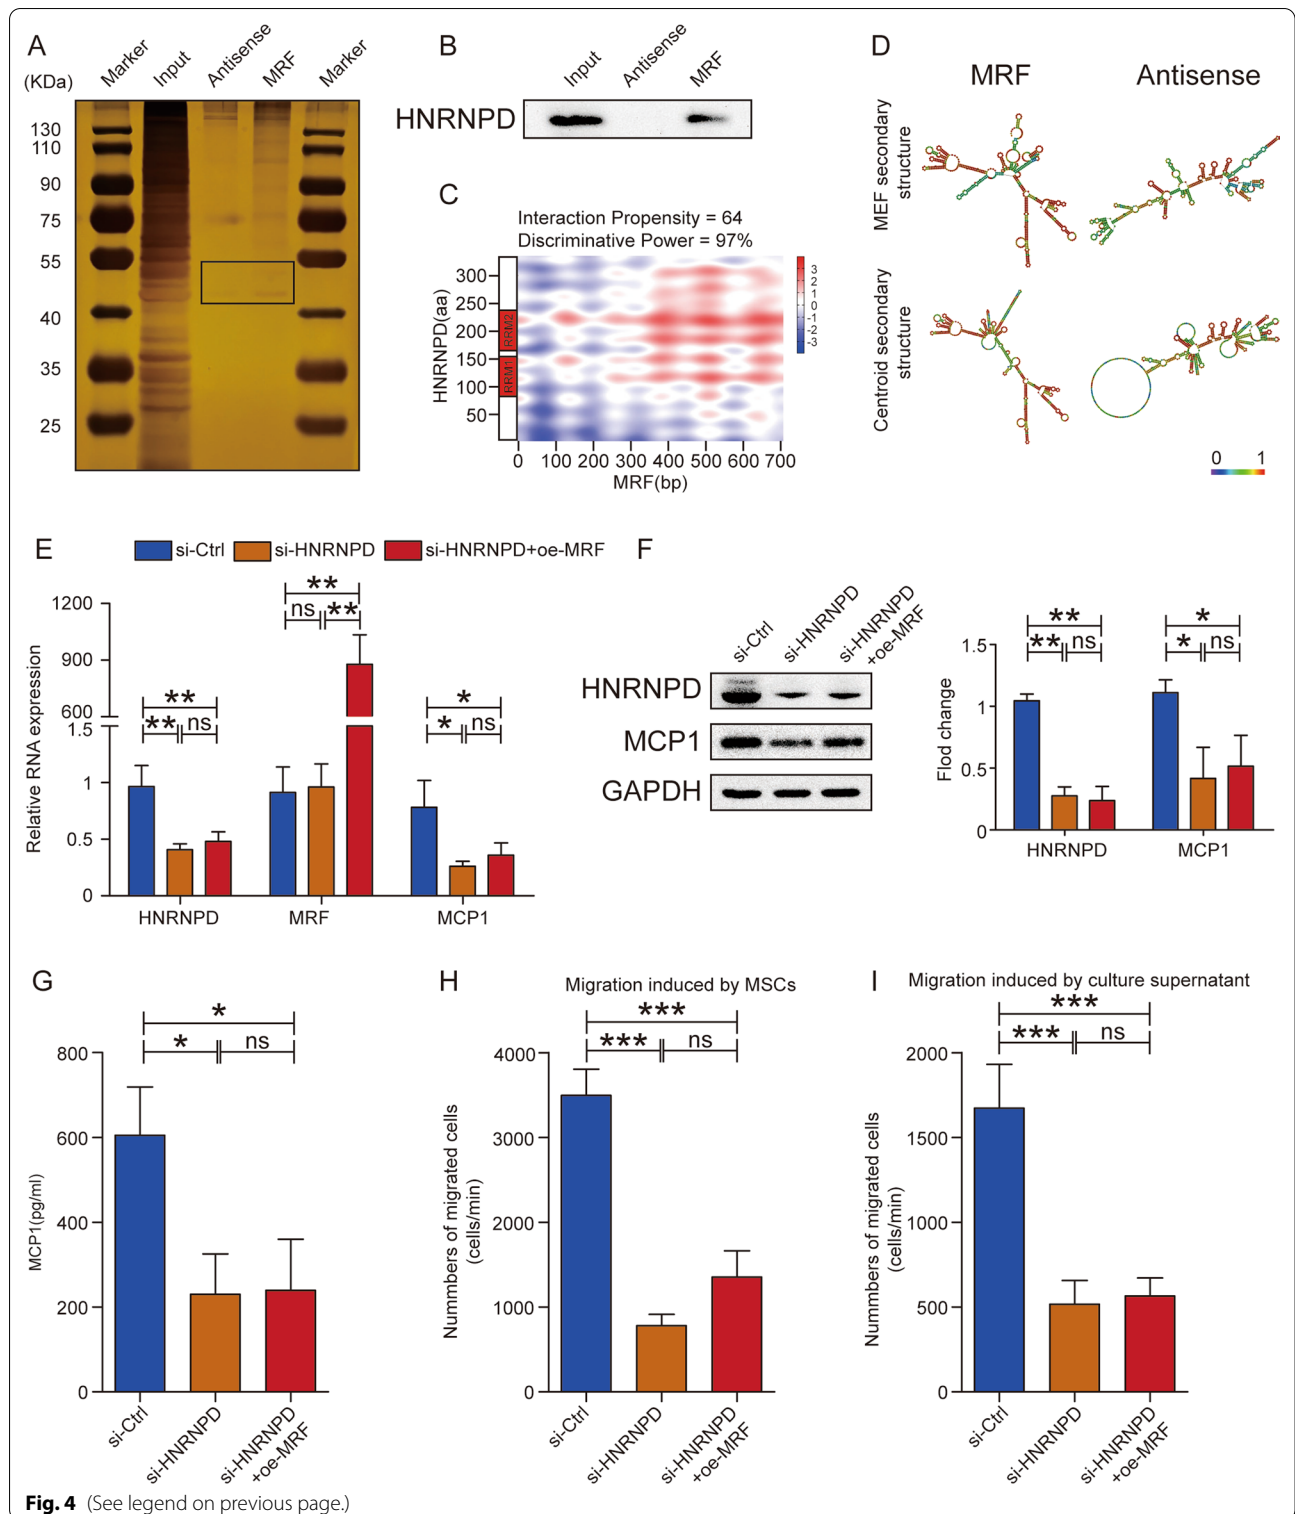 A
Marker
Input
Antisense
MRF
Marker
(KDa)
130
110
90
75
55
40
35
25
B
Input
Antisense
MRF
HNRNPD
C
Interaction Propensity = 64
Discriminative Power = 97%
HNRNPD(aa)
300
250
200
150
100
50
RRM2
RRM1
3
2
1
0
-1
-2
-3
0 100 200 300 400 500 600 700
MRF(bp)
D
MRF
Antisense
MEF secondary
structure
Centroid secondary
structure
0 1
E
si-Ctrl
si-HNRNPD
si-HNRNPD+oe-MRF
Relative RNA expression
1200
900
600
1.5
1
0.5
0
**
** ns
**
ns **
*
* ns
HNRNPD
MRF
MCP1
F
si-Ctrl
si-HNRNPD
si-HNRNPD
+oe-MRF
HNRNPD
MCP1
GAPDH
Flod change
1.5
1
0.5
0
**
** ns
*
* ns
HNRNPD
MCP1
G
*
* ns
MCP1(pg/ml)
800
600
400
200
0
si-Ctrl
si-HNRNPD
si-HNRNPD
+oe-MRF
H
Migration induced by MSCs
***
*** ns
Nummbers of migrated cells
(cells/min)
4000
3000
2000
1000
0
si-Ctrl
si-HNRNPD
si-HNRNPD
+oe-MRF
I
Migration induced by culture supernatant
***
*** ns
Nummbers of migrated cells
(cells/min)
2000
1500
1000
500
0
si-Ctrl
si-HNRNPD
si-HNRNPD
+oe-MRF
Fig. 4 (See legend on previous page.)